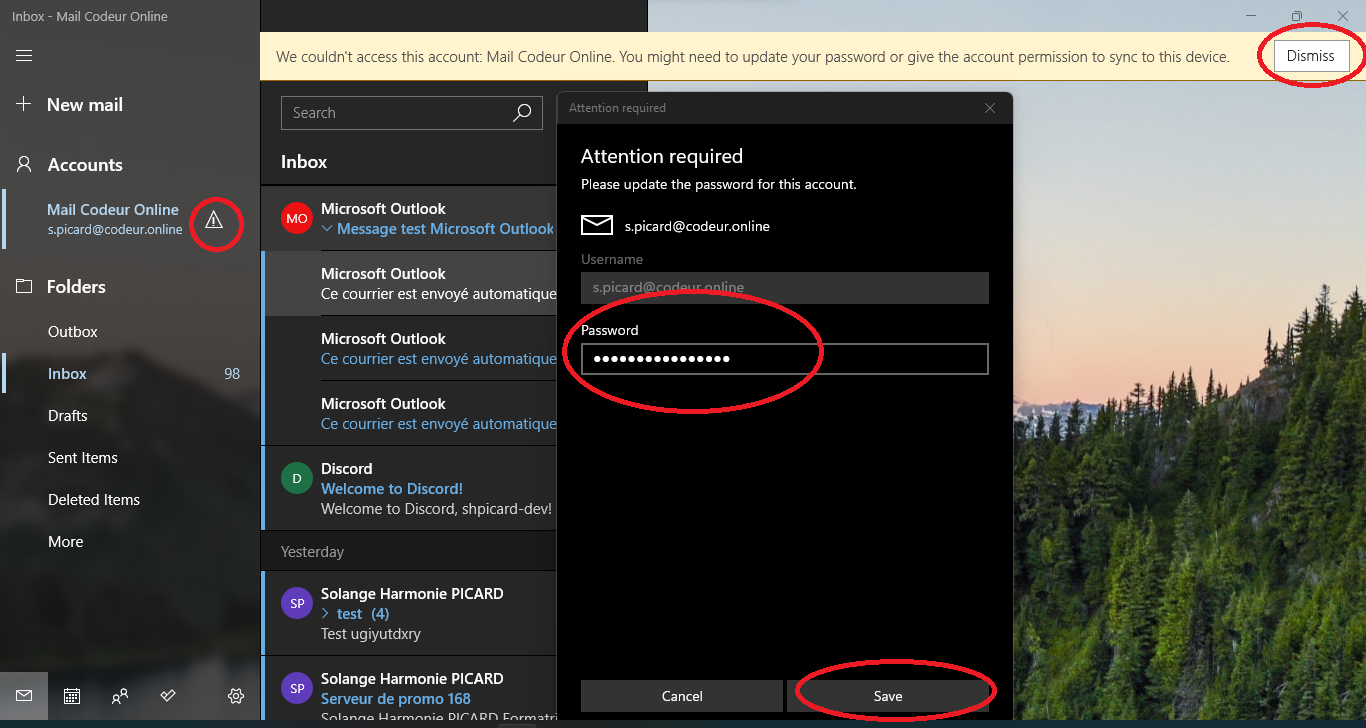 Inbox - Mail Codeur Online
We couldn't access this account: Mail Codeur Online. You might need to update your password or give the account permission to sync to this device.
Dismiss
New mail
Accounts
Mail Codeur Online
s.picard@codeur.online
Folders
Outbox
Inbox 98
Drafts
Sent Items
Deleted Items
More
Search
Inbox
MO
Microsoft Outlook
Message test Microsoft Outlook
Microsoft Outlook
Ce courrier est envoyé automatique
Microsoft Outlook
Ce courrier est envoyé automatique
Microsoft Outlook
Ce courrier est envoyé automatique
D
Discord
Welcome to Discord!
Welcome to Discord, shpicard-dev!
Yesterday
SP
Solange Harmonie PICARD
test (4)
Test ugiyutdxry
SP
Solange Harmonie PICARD
Serveur de promo 168
Solange Harmonie PICARD Formatri
Attention required
Attention required
Please update the password for this account.
s.picard@codeur.online
Username
s.picard@codeur.online
Password
Cancel
Save